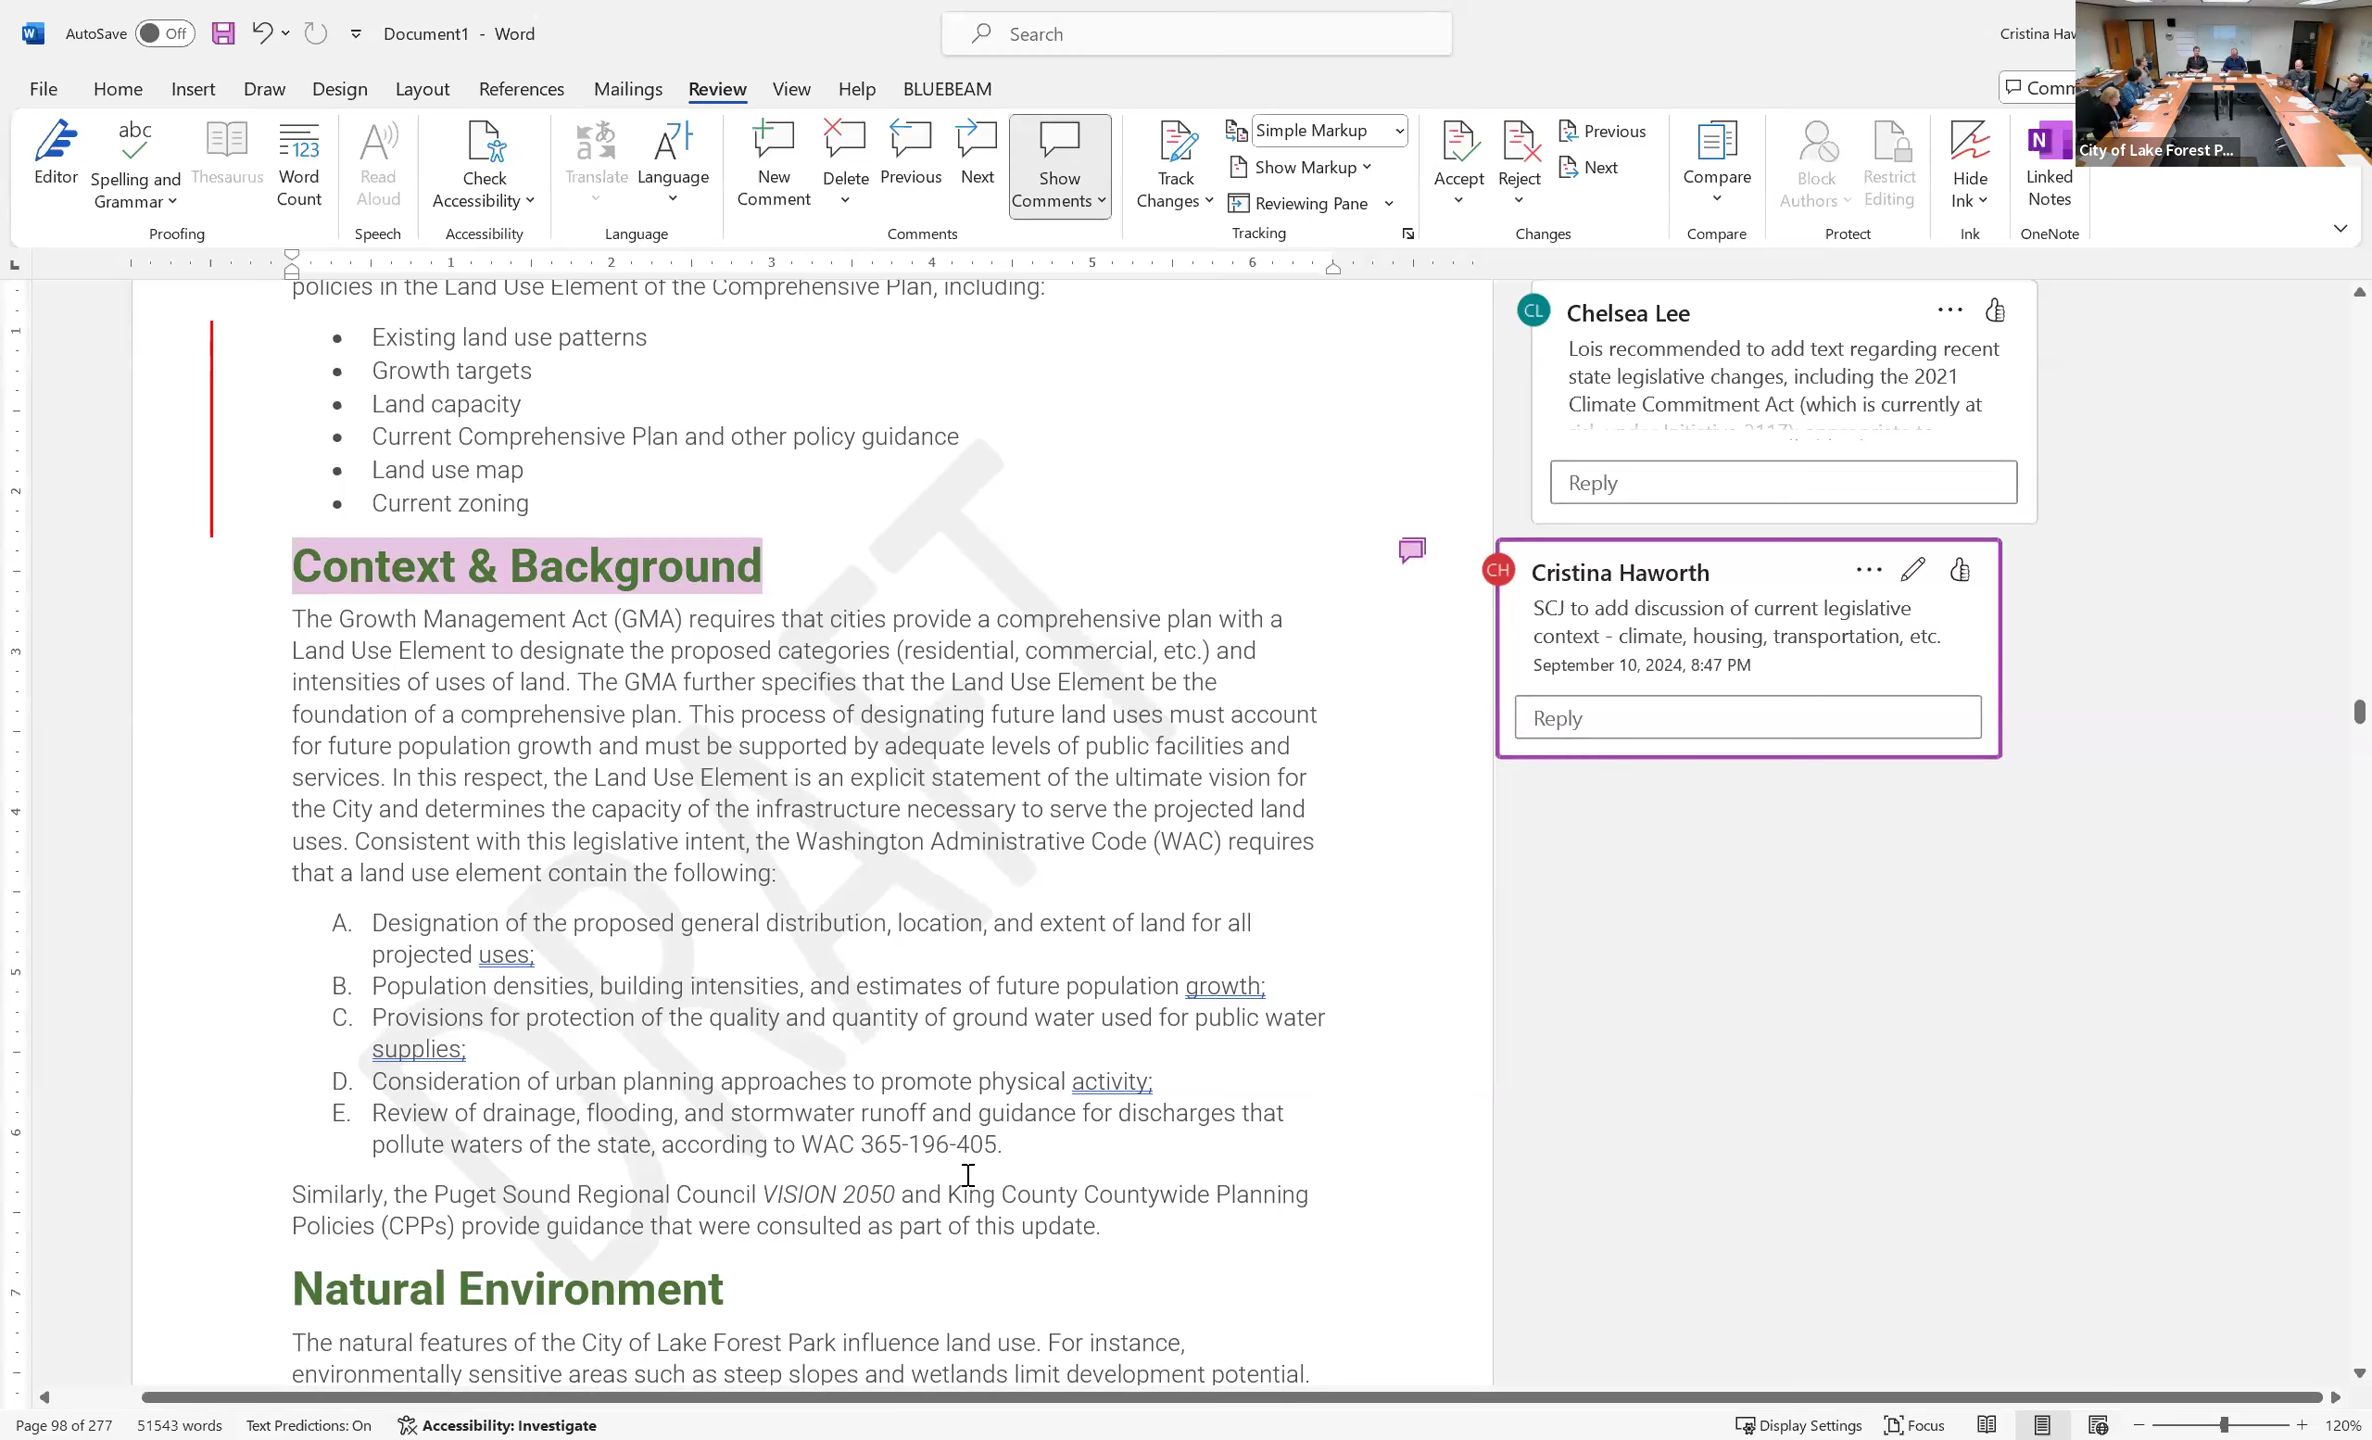 AutoSave Off Document1 - Word Search Cristina Haw
File Home Insert Draw Design Layout References Mailings Review View Help BLUEBEAM Comm
Editor
abc
Spelling and
Grammar
Thesaurus
123
Word
Count
Proofing
Read
Aloud
Speech
Check
Accessibility
Accessibility
Translate
Language
Language
New
Comment
Delete
Previous
Next
Show
Comments
Comments
Track
Changes
Simple Markup
Show Markup
Reviewing Pane
Tracking
Accept
Reject
Previous
Next
Changes
Compare
Compare
Block
Authors
Restrict
Editing
Protect
Hide
Ink
Ink
N
Linked
Notes
OneNote
City of Lake Forest P...
1 2 3 4 5 6
policies in the Land Use Element of the Comprehensive Plan, including:
• Existing land use patterns
• Growth targets
• Land capacity
• Current Comprehensive Plan and other policy guidance
• Land use map
• Current zoning
Context & Background
The Growth Management Act (GMA) requires that cities provide a comprehensive plan with a
Land Use Element to designate the proposed categories (residential, commercial, etc.) and
intensities of uses of land. The GMA further specifies that the Land Use Element be the
foundation of a comprehensive plan. This process of designating future land uses must account
for future population growth and must be supported by adequate levels of public facilities and
services. In this respect, the Land Use Element is an explicit statement of the ultimate vision for
the City and determines the capacity of the infrastructure necessary to serve the projected land
uses. Consistent with this legislative intent, the Washington Administrative Code (WAC) requires
that a land use element contain the following:
A. Designation of the proposed general distribution, location, and extent of land for all
projected uses;
B. Population densities, building intensities, and estimates of future population growth;
C. Provisions for protection of the quality and quantity of ground water used for public water
supplies;
D. Consideration of urban planning approaches to promote physical activity;
E. Review of drainage, flooding, and stormwater runoff and guidance for discharges that
pollute waters of the state, according to WAC 365-196-405.
Similarly, the Puget Sound Regional Council VISION 2050 and King County Countywide Planning
Policies (CPPs) provide guidance that were consulted as part of this update.
Natural Environment
The natural features of the City of Lake Forest Park influence land use. For instance,
environmentally sensitive areas such as steep slopes and wetlands limit development potential.
DRAFT
CL Chelsea Lee
Lois recommended to add text regarding recent
state legislative changes, including the 2021
Climate Commitment Act (which is currently at
Reply
CH Cristina Haworth
SCJ to add discussion of current legislative
context - climate, housing, transportation, etc.
September 10, 2024, 8:47 PM
Reply
1
2
3
4
5
6
7
Page 98 of 277 51543 words Text Predictions: On Accessibility: Investigate Display Settings Focus 120%